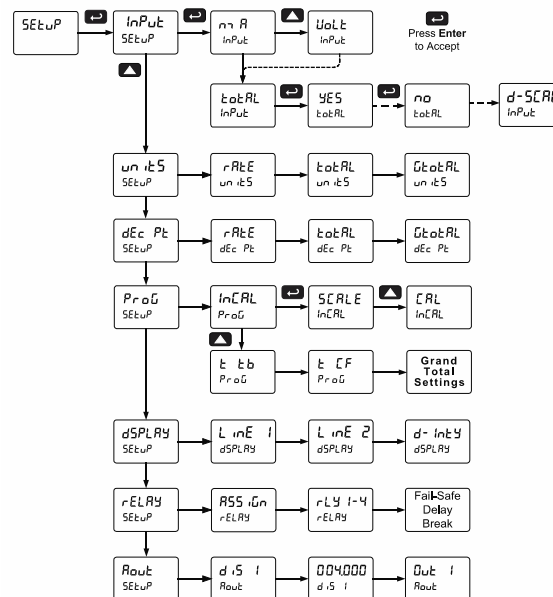 SEtuP
InPut
SEtuP
mA
InPut
VoLt
InPut
Press Enter
to Accept
totAL
InPut
YES
totAL
no
totAL
d-SCAL
InPut
units
SEtuP
rAtE
units
totAL
units
GtotAL
units
dEc Pt
SEtuP
rAtE
dEc Pt
totAL
dEc Pt
GtotAL
dEc Pt
ProG
SEtuP
InCAL
ProG
SCALE
InCAL
CAL
InCAL
t tb
ProG
t CF
ProG
Grand
Total
Settings
dSPLAY
SEtuP
LinE 1
dSPLAY
LinE 2
dSPLAY
d-IntY
dSPLAY
rELAY
SEtuP
ASSiGn
rELAY
rLY 1-4
rELAY
Fail-Safe
Delay
Break
Aout
SEtuP
diS 1
Aout
004.000
diS 1
Out 1
Aout